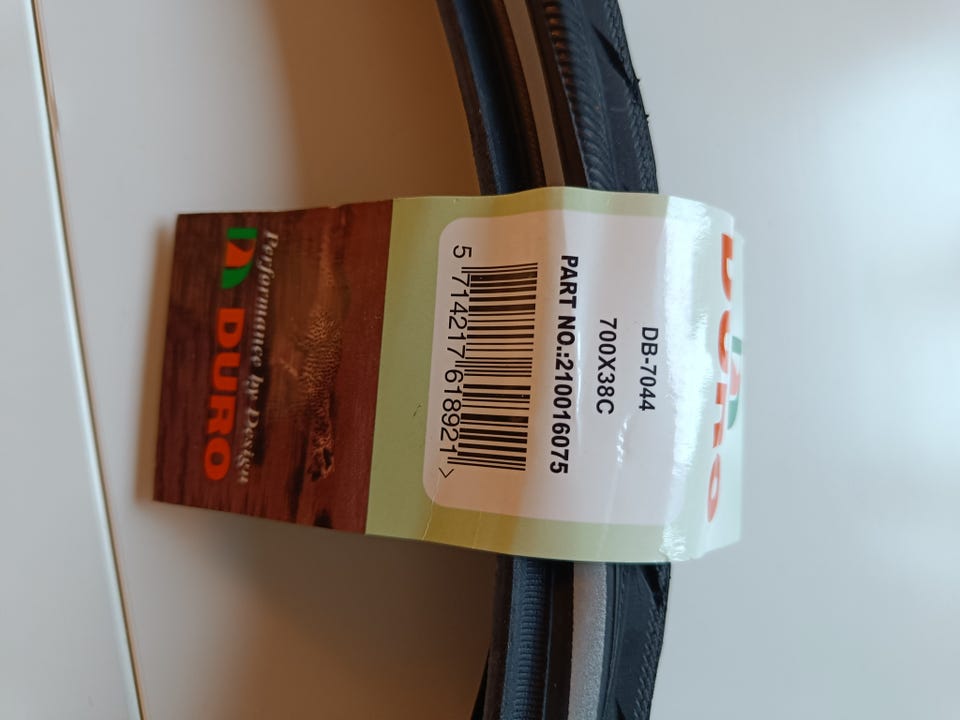 DURO
DB-7044
700X38C
PART NO.:210016075
5 714217 618921 >
Performance by Design
DURO